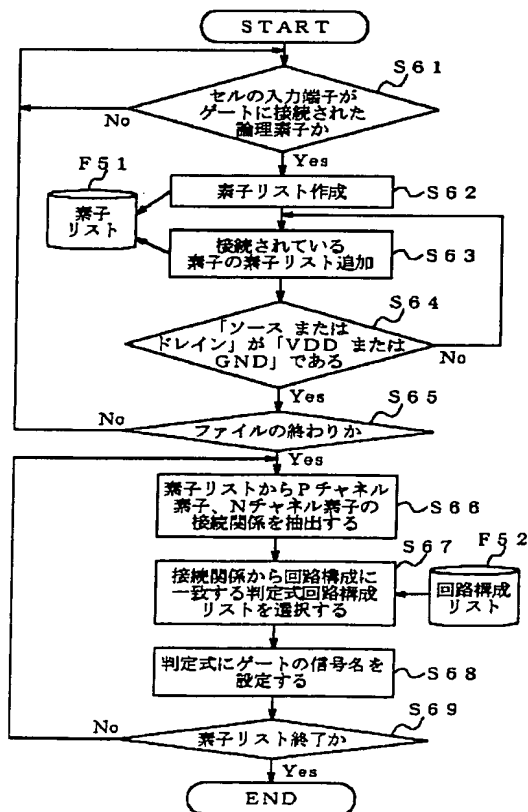 START
S61
セルの入力端子が
ゲートに接続された
論理素子か
No
Yes
F51
素子
リスト
素子リスト作成
S62
接続されている
素子の素子リスト追加
S63
S64
「ソース または
ドレイン」が「VDD または
GND」である
No
Yes
S65
No
ファイルの終わりか
Yes
素子リストからPチャネル
素子、Nチャネル素子の
接続関係を抽出する
S66
S67
F52
接続関係から回路構成に
一致する判定式回路構成
リストを選択する
回路構成
リスト
判定式にゲートの信号名を
設定する
S68
S69
No
素子リスト終了か
Yes
END